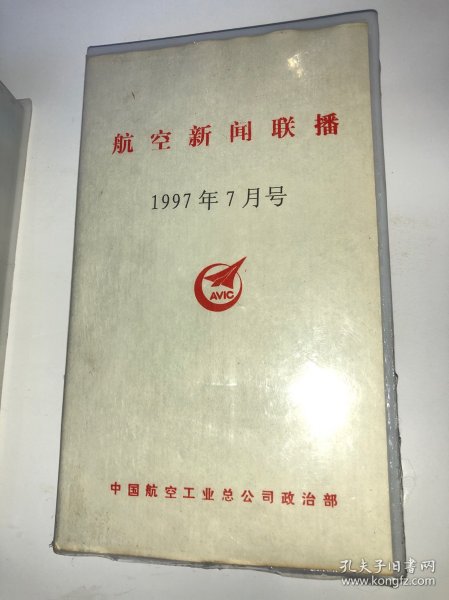 航空新闻联播
1997年7月号
AVIC
中国航空工业总公司政治部
孔夫子旧书网
www.kongfz.com